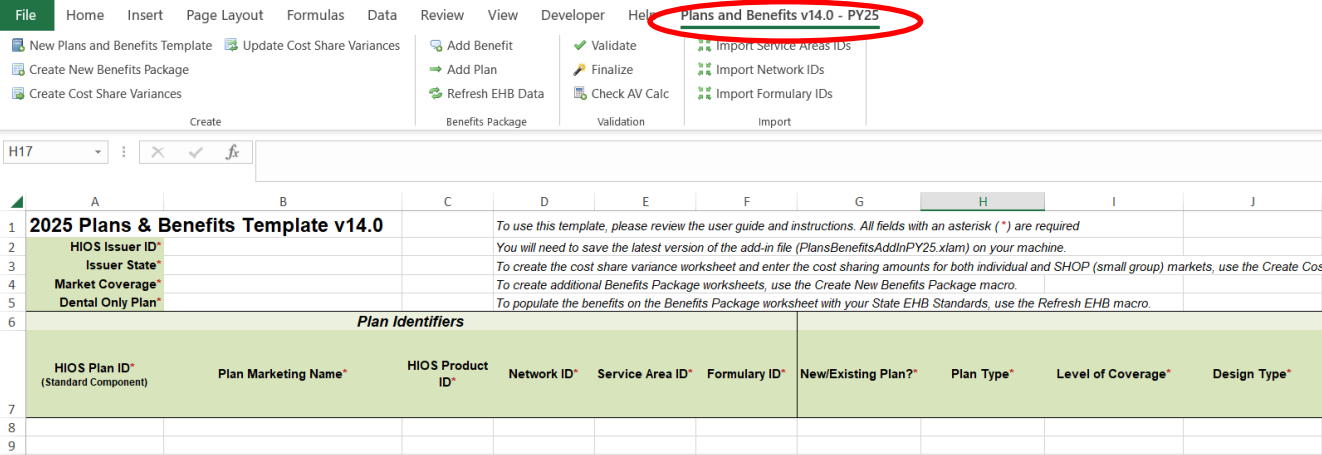 File Home Insert Page Layout Formulas Data Review View Developer Help Plans and Benefits v14.0 - PY25
New Plans and Benefits Template Update Cost Share Variances Add Benefit Validate Import Service Areas IDs
Create New Benefits Package Add Plan Finalize Import Network IDs
Create Cost Share Variances Refresh EHB Data Check AV Calc Import Formulary IDs
Create Benefits Package Validation Import
H17 fx
A B C D E F G H I J
1 2025 Plans & Benefits Template v14.0 To use this template, please review the user guide and instructions. All fields with an asterisk (*) are required
2 HIOS Issuer ID* You will need to save the latest version of the add-in file (PlansBenefitsAddInPY25.xlam) on your machine.
3 Issuer State* To create the cost share variance worksheet and enter the cost sharing amounts for both individual and SHOP (small group) markets, use the Create Cos
4 Market Coverage* To create additional Benefits Package worksheets, use the Create New Benefits Package macro.
5 Dental Only Plan* To populate the benefits on the Benefits Package worksheet with your State EHB Standards, use the Refresh EHB macro.
6 Plan Identifiers
HIOS Plan ID*
(Standard Component)
Plan Marketing Name*
HIOS Product
ID*
Network ID* Service Area ID* Formulary ID* New/Existing Plan?* Plan Type* Level of Coverage* Design Type*
7
8
9